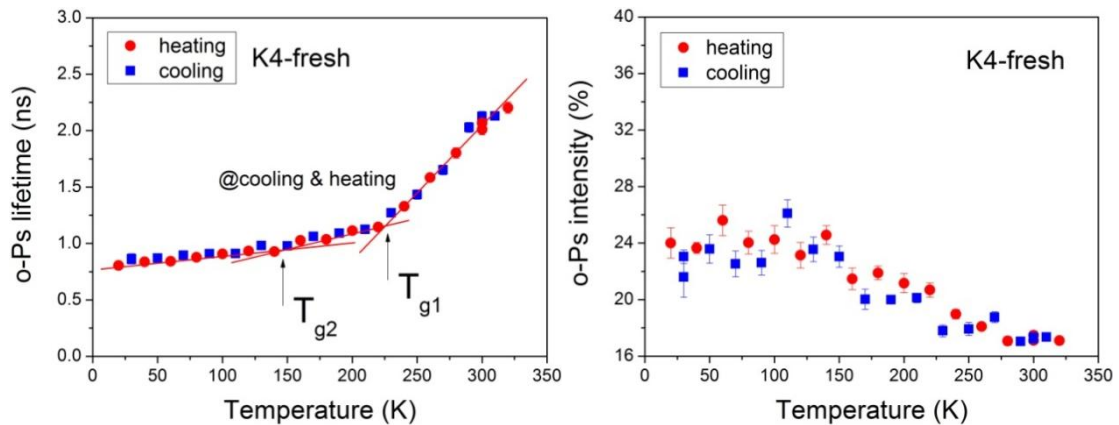 3.0
2.5
2.0
1.5
1.0
0.5
0.0
o-Ps lifetime (ns)
heating
cooling
K4-fresh
@cooling & heating
Tg2
Tg1
0 50 100 150 200 250 300 350
Temperature (K)
40
36
32
28
24
20
16
o-Ps intensity (%)
heating
cooling
K4-fresh
0 50 100 150 200 250 300 350
Temperature (K)